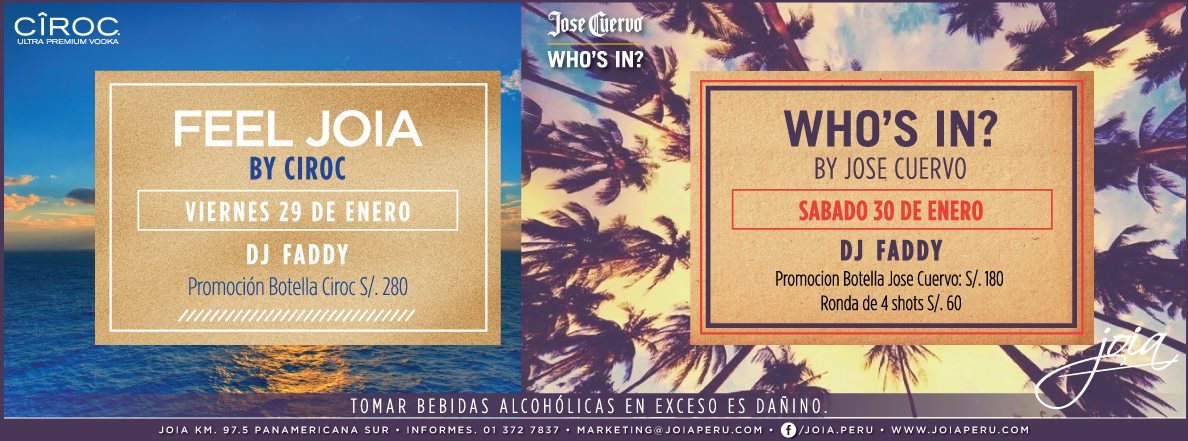 CÎROC
ULTRA PREMIUM VODKA
FEEL JOIA
BY CIROC
VIERNES 29 DE ENERO
DJ FADDY
Promoción Botella Ciroc S/. 280
Jose Cuervo
WHO'S IN?
WHO'S IN?
BY JOSE CUERVO
SABADO 30 DE ENERO
DJ FADDY
Promocion Botella Jose Cuervo: S/. 180
Ronda de 4 shots S/. 60
joia
TOMAR BEBIDAS ALCOHÓLICAS EN EXCESO ES DAÑINO.
JOIA KM. 97.5 PANAMERICANA SUR • INFORMES. 01 372 7837 • MARKETING@JOIAPERU.COM • f/JOIA.PERU • WWW.JOIAPERU.COM